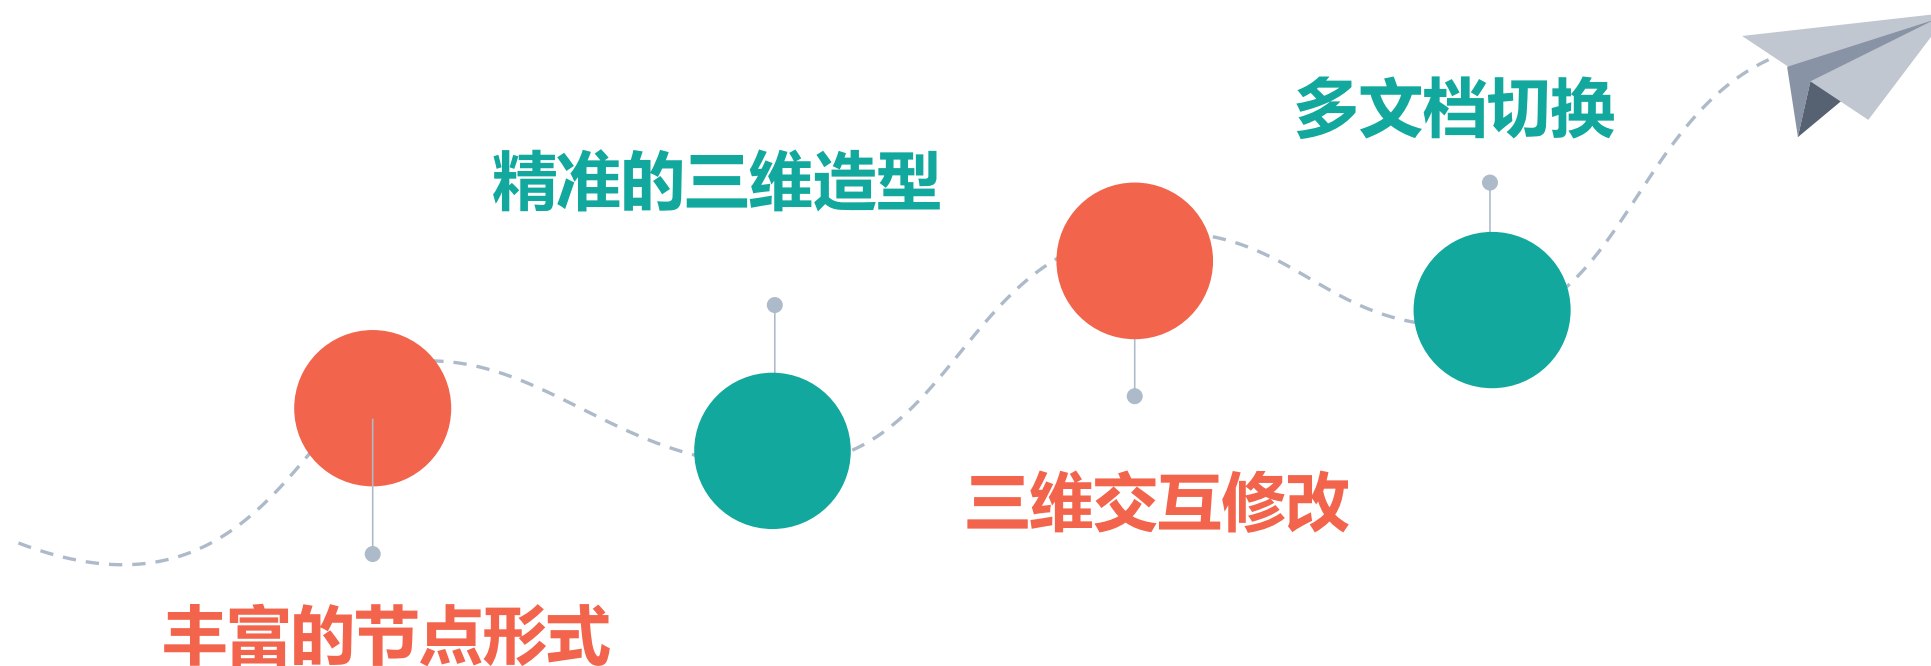 多文档切换
精准的三维造型
三维交互修改
丰富的节点形式